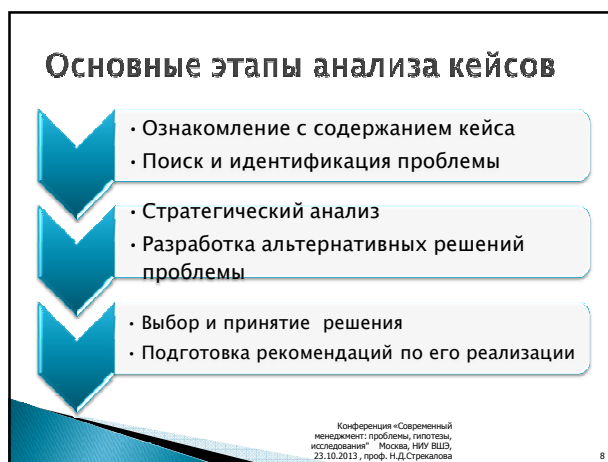 Основные этапы анализа кейсов
· Ознакомление с содержанием кейса
· Поиск и идентификация проблемы
· Стратегический анализ
· Разработка альтернативных решений
проблемы
· Выбор и принятие решения
· Подготовка рекомендаций по его реализации
Конференция «Современный
менеджмент: проблемы, гипотезы,
исследования" Москва, НИУ ВШЭ,
23.10.2013 , проф. Н.Д.Стрекалова
8